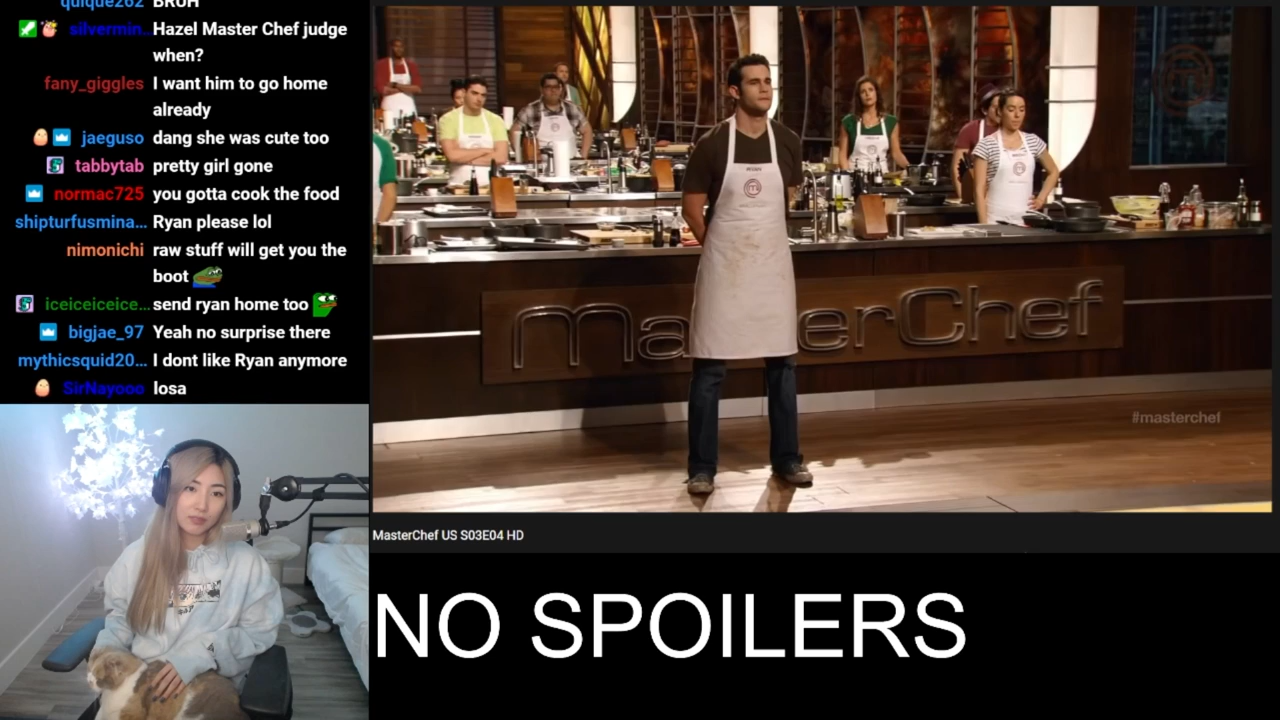 quique262 BRUH
silvermin... Hazel Master Chef judge
when?
fany_giggles I want him to go home
already
jaeguso dang she was cute too
tabbytab pretty girl gone
normac725 you gotta cook the food
shipturfusmina... Ryan please lol
nimonichi raw stuff will get you the
boot
iceiceiceice... send ryan home too
bigjae_97 Yeah no surprise there
mythicsquid20... I dont like Ryan anymore
SirNayooo losa
MasterChef
#masterchef
MasterChef US S03E04 HD
NO SPOILERS